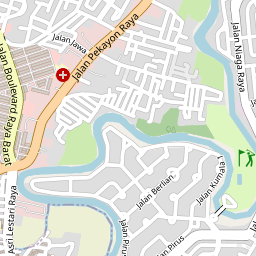 Jalan Jawa
Jalan Pekayon Raya
Jalan Niaga Raya
Jalan Boulevard Raya Barat
Jalan Kumala 1
Jalan Berlian
Asri Lestari Raya
Jalan Pirus